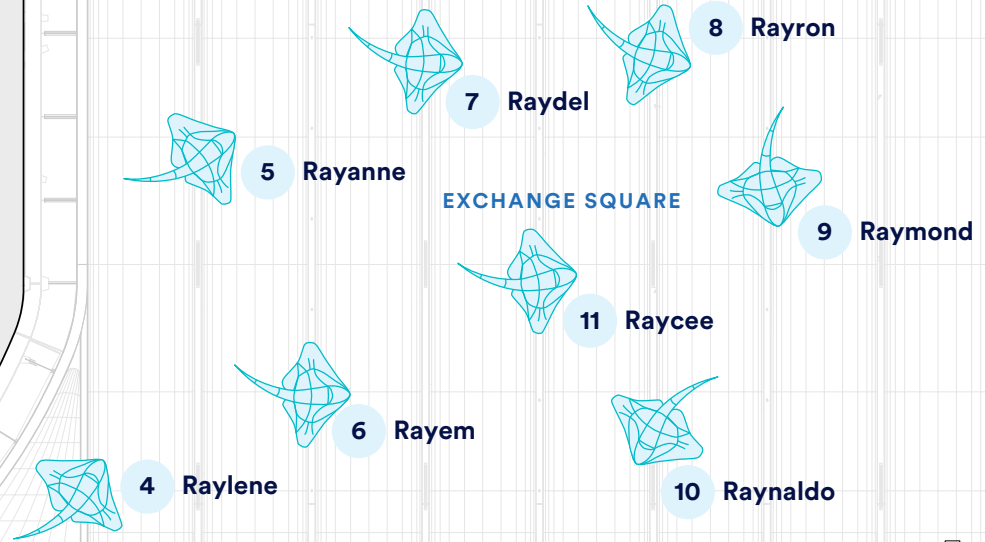 8 Rayron
7 Raydel
5 Rayanne
EXCHANGE SQUARE
9 Raymond
11 Raycee
6 Rayem
4 Raylene
10 Raynaldo